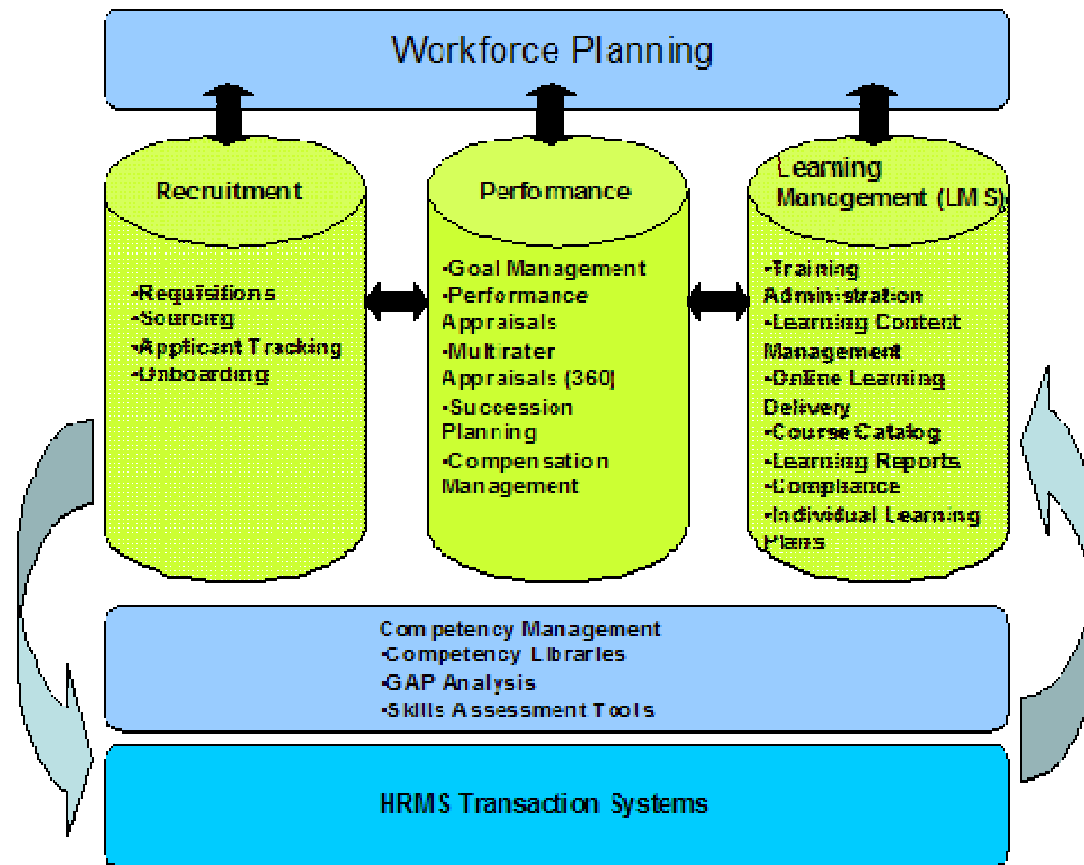 Workforce Planning
Recruitment
-Requisitions
-Sourcing
-Applicant Tracking
-Onboarding
Performance
-Goal Management
-Performance
Appraisals
-Multirater
Appraisals (360)
-Succession
Planning
-Compensation
Management
Learning
Management (LMS)
-Training
Administration
-Learning Content
Management
-Online Learning
Delivery
-Course Catalog
-Learning Reports
-Compliance
-Individual Learning
Plans
Competency Management
-Competency Libraries
-GAP Analysis
-Skills Assessment Tools
HRMS Transaction Systems